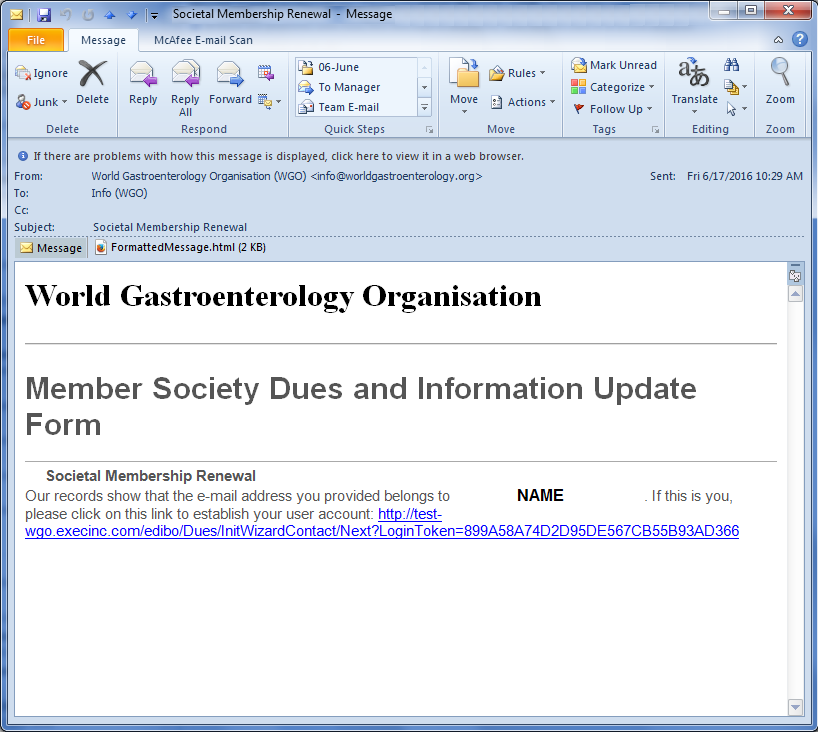 Societal Membership Renewal - Message
File Message McAfee E-mail Scan
Ignore
Junk
Delete
Delete
Reply
Reply All
Forward
Respond
06-June
To Manager
Team E-mail
Quick Steps
Move
Rules
Actions
Move
Mark Unread
Categorize
Follow Up
Tags
Translate
Editing
Zoom
Zoom
If there are problems with how this message is displayed, click here to view it in a web browser.
From: World Gastroenterology Organisation (WGO) <info@worldgastroenterology.org> Sent: Fri 6/17/2016 10:29 AM
To: Info (WGO)
Cc:
Subject: Societal Membership Renewal
Message FormattedMessage.html (2 KB)
World Gastroenterology Organisation
Member Society Dues and Information Update
Form
Societal Membership Renewal
Our records show that the e-mail address you provided belongs to NAME . If this is you,
please click on this link to establish your user account: http://test-
wgo.execinc.com/edibo/Dues/InitWizardContact/Next?LoginToken=899A58A74D2D95DE567CB55B93AD366